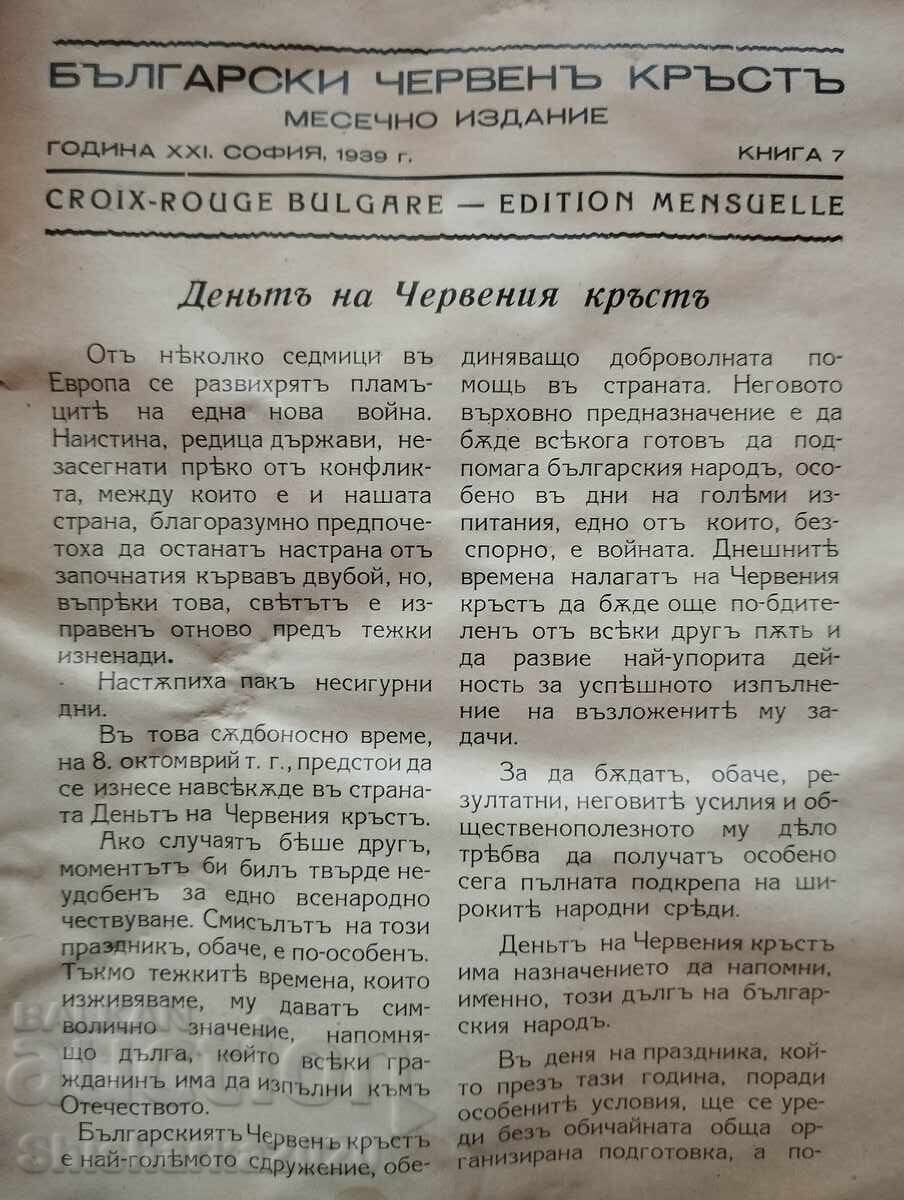 БЪЛГАРСКИ ЧЕРВЕНЪ КРЪСТЪ
МЕСЕЧНО ИЗДАНИЕ
ГОДИНА XXI. СОФИЯ, 1939 г.
КНИГА 7
CROIX-ROUGE BULGARE — EDITION MENSUELLE
Деньтъ на Червения кръстъ
Отъ нѣколко седмици въ
Европа се развихрятъ пламъ-
цитѣ на една нова война.
Наистина, редица държави, не-
засегнати прѣко отъ конфлик-
та, между които е и нашата
страна, благоразумно предпоче-
тоха да останатъ настрана отъ
започнатия кървавъ двубой, но,
въпрѣки това, свѣтътъ е из-
правенъ отново предъ тежки
изненади.
Настѫпиха пакъ несигурни
дни.
Въ това сѫдбоносно време,
на 8. октомврий т. г., предстои да
се изнесе навсѣкѫде въ страна-
та Деньтъ на Червения кръстъ.
Ако случаятъ бѣше другъ,
моментътъ би билъ твърде не-
удобенъ за едно всенародно
чествуване. Смисълътъ на този
празникъ, обаче, е по-особенъ.
Тъкмо тежкитѣ времена, които
изживяваме, му даватъ сим-
волично значение, напомня-
що дълга, който всѣки гра-
жданинъ има да изпълни към
Отечеството.
Българскиятъ Червенъ кръстъ
е най-голѣмото сдружение, обе-
диняващо доброволната по-
мощь въ страната. Неговото
върховно предназначение е да
бѫде всѣкога готовъ да под-
помага българския народъ, осо-
бено въ дни на голѣми из-
питания, едно отъ които, без-
спорно, е войната. Днешнитѣ
времена налагатъ на Червения
кръстъ да бѫде още по-бдите-
ленъ отъ всѣки другъ пѫть и
да развие най-упорита дей-
ность за успѣшното изпълне-
ние на възложенитѣ му за-
дачи.
За да бѫдатъ, обаче, ре-
зултатни, неговитѣ усилия и об-
щественополезното му дѣло
трѣбва да получатъ особено
сега пълната подкрепа на ши-
рокитѣ народни срѣди.
Деньтъ на Червения кръстъ
има назначението да напомни,
именно, този дългъ на българ-
ския народъ.
Въ деня на праздника, кой-
то презъ тази година, поради
особенитѣ условия, ще се уре-
ди безъ обичайната обща ор-
ганизирана подготовка, а по-